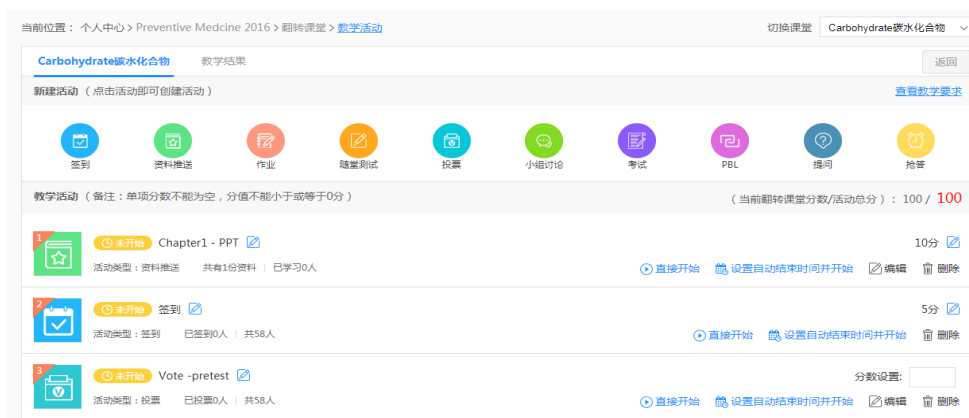 当前位置： 个人中心 > Preventive Medcine 2016 > 翻转课堂 > 教学活动 切换课堂 Carbohydrate碳水化合物
Carbohydrate碳水化合物 教学结果 返回
新建活动 （ 点击活动即可创建活动 ） 查看教学要求
签到 资料推送 作业 随堂测试 投票 小组讨论 考试 PBL 提问 抢答
教学活动 （ 备注：单项分数不能为空，分值不能小于或等于0分 ） （ 当前翻转课堂分数/活动总分 ）： 100 / 100
1 未开始 Chapter1 - PPT 10分
活动类型：资料推送 共有1份资料 | 已学习0人 直接开始 设置自动结束时间并开始 编辑 删除
2 未开始 签到 5分
活动类型：签到 已签到0人 | 共58人 直接开始 设置自动结束时间并开始 删除
3 未开始 Vote -pretest 分数设置:
活动类型：投票 已投票0人 | 共58人 直接开始 设置自动结束时间并开始 编辑 删除